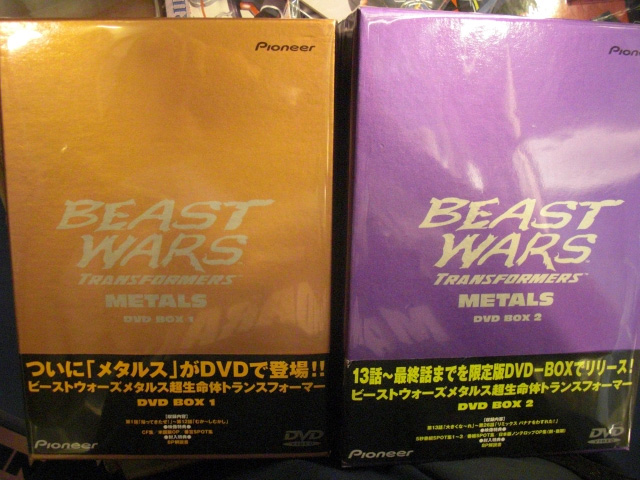 Pioneer
BEAST
WARS
TRANSFORMERS
METALS
DVD BOX 1
ついに「メタルス」がDVDで登場!!
ビーストウォーズメタルス超生命体トランスフォーマー
DVD BOX 1
Pioneer
DVD
VIDEO
Pioneer
BEAST
WARS
TRANSFORMERS™
METALS
DVD BOX 2
13話〜最終話までを限定版DVD-BOXでリリース!
ビーストウォーズメタルス超生命体トランスフォーマー
DVD BOX 2
Pioneer
DVD
VIDEO